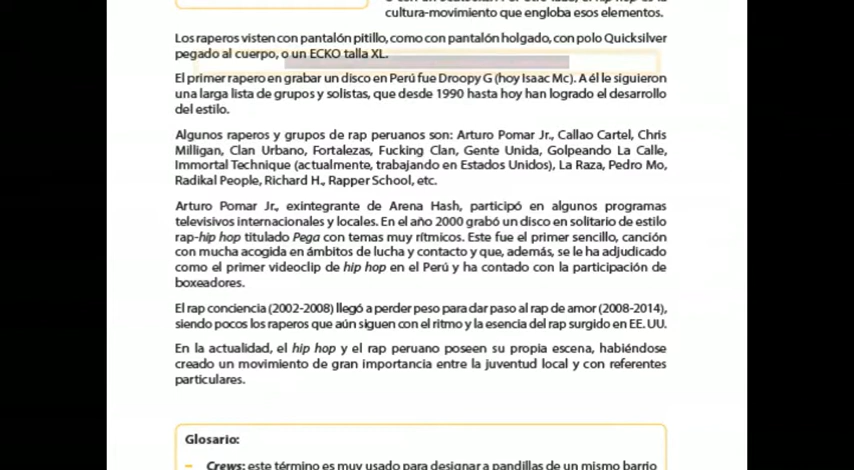 cultura-movimiento que engloba esos elementos.
Los raperos visten con pantalón pitillo, como con pantalón holgado, con polo Quicksilver
pegado al cuerpo, o un ECKO talla XL.
El primer rapero en grabar un disco en Perú fue Droopy G (hoy Isaac Mc). A él le siguieron
una larga lista de grupos y solistas, que desde 1990 hasta hoy han logrado el desarrollo
del estilo.
Algunos raperos y grupos de rap peruanos son: Arturo Pomar Jr., Callao Cartel, Chris
Milligan, Clan Urbano, Fortalezas, Fucking Clan, Gente Unida, Golpeando La Calle,
Immortal Technique (actualmente, trabajando en Estados Unidos), La Raza, Pedro Mo,
Radikal People, Richard H., Rapper School, etc.
Arturo Pomar Jr., exintegrante de Arena Hash, participó en algunos programas
televisivos internacionales y locales. En el año 2000 grabó un disco en solitario de estilo
rap-hip hop titulado Pega con temas muy rítmicos. Este fue el primer sencillo, canción
con mucha acogida en ámbitos de lucha y contacto y que, además, se le ha adjudicado
como el primer videoclip de hip hop en el Perú y ha contado con la participación de
boxeadores.
El rap conciencia (2002-2008) llegó a perder peso para dar paso al rap de amor (2008-2014),
siendo pocos los raperos que aún siguen con el ritmo y la esencia del rap surgido en EE. UU.
En la actualidad, el hip hop y el rap peruano poseen su propia escena, habiéndose
creado un movimiento de gran importancia entre la juventud local y con referentes
particulares.
Glosario:
– Crews: este término es muy usado para designar a pandillas de un mismo barrio